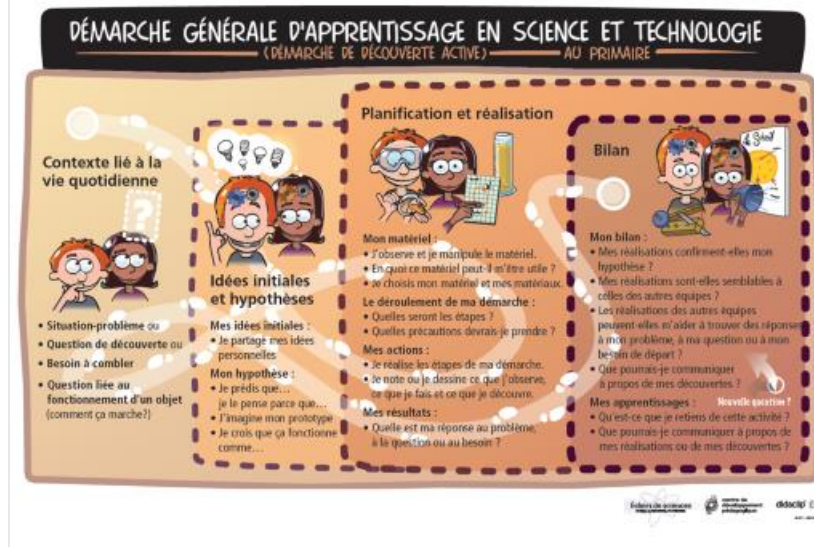 DÉMARCHE GÉNÉRALE D'APPRENTISSAGE EN SCIENCE ET TECHNOLOGIE
(DÉMARCHE DE DÉCOUVERTE ACTIVE) AU PRIMAIRE
Contexte lié à la
vie quotidienne
?
• Situation-problème ou
• Question de découverte ou
• Besoin à combler
• Question liée au
fonctionnement d'un objet
(comment ça marche?)
Idées initiales
et hypothèses
Mes idées initiales :
• Je partage mes idées
personnelles
Mon hypothèse :
• Je prédis que...
je le pense parce que...
• J'imagine mon prototype
• Je crois que ça fonctionne
comme...
Planification et réalisation
Mon matériel :
• J'observe et je manipule le matériel.
• En quoi ce matériel peut-il m'être utile ?
• Je choisis mon matériel et mes matériaux.
Le déroulement de ma démarche :
• Quelles seront les étapes ?
• Quelles précautions devrais-je prendre ?
Mes actions :
• Je réalise les étapes de ma démarche.
• Je note ou je dessine ce que j'observe,
ce que je fais et ce que je découvre.
Mes résultats :
• Quelle est ma réponse au problème,
à la question ou au besoin ?
Bilan
le Soleil
Mon bilan :
• Mes réalisations confirment-elles mon
hypothèse ?
• Mes réalisations sont-elles semblables à
celles des autres équipes ?
• Les réalisations des autres équipes
peuvent-elles m'aider à trouver des réponses
à mon problème, à ma question ou à mon
besoin de départ ?
• Que pourrais-je communiquer
à propos de mes découvertes ?
Nouvelle question ?
Mes apprentissages :
• Qu'est-ce que je retiens de cette activité ?
• Que pourrais-je communiquer à propos de
mes réalisations ou de mes découvertes ?
centre de
développement
pédagogique
didaclip